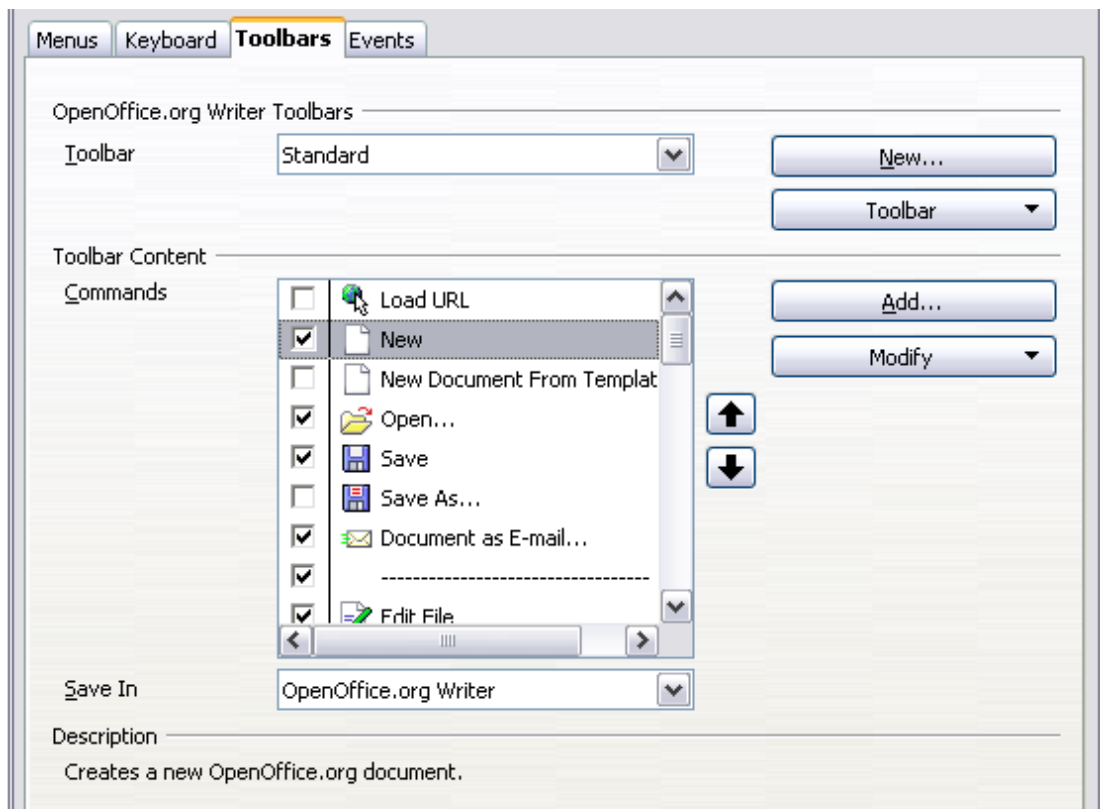 Menus Keyboard Toolbars Events
OpenOffice.org Writer Toolbars
Toolbar Standard New...
Toolbar
Toolbar Content
Commands Load URL Add...
New
Modify
New Document From Templat
Open...
Save
Save As...
Document as E-mail...
---------------------------------
Edit File
Save In OpenOffice.org Writer
Description
Creates a new OpenOffice.org document.